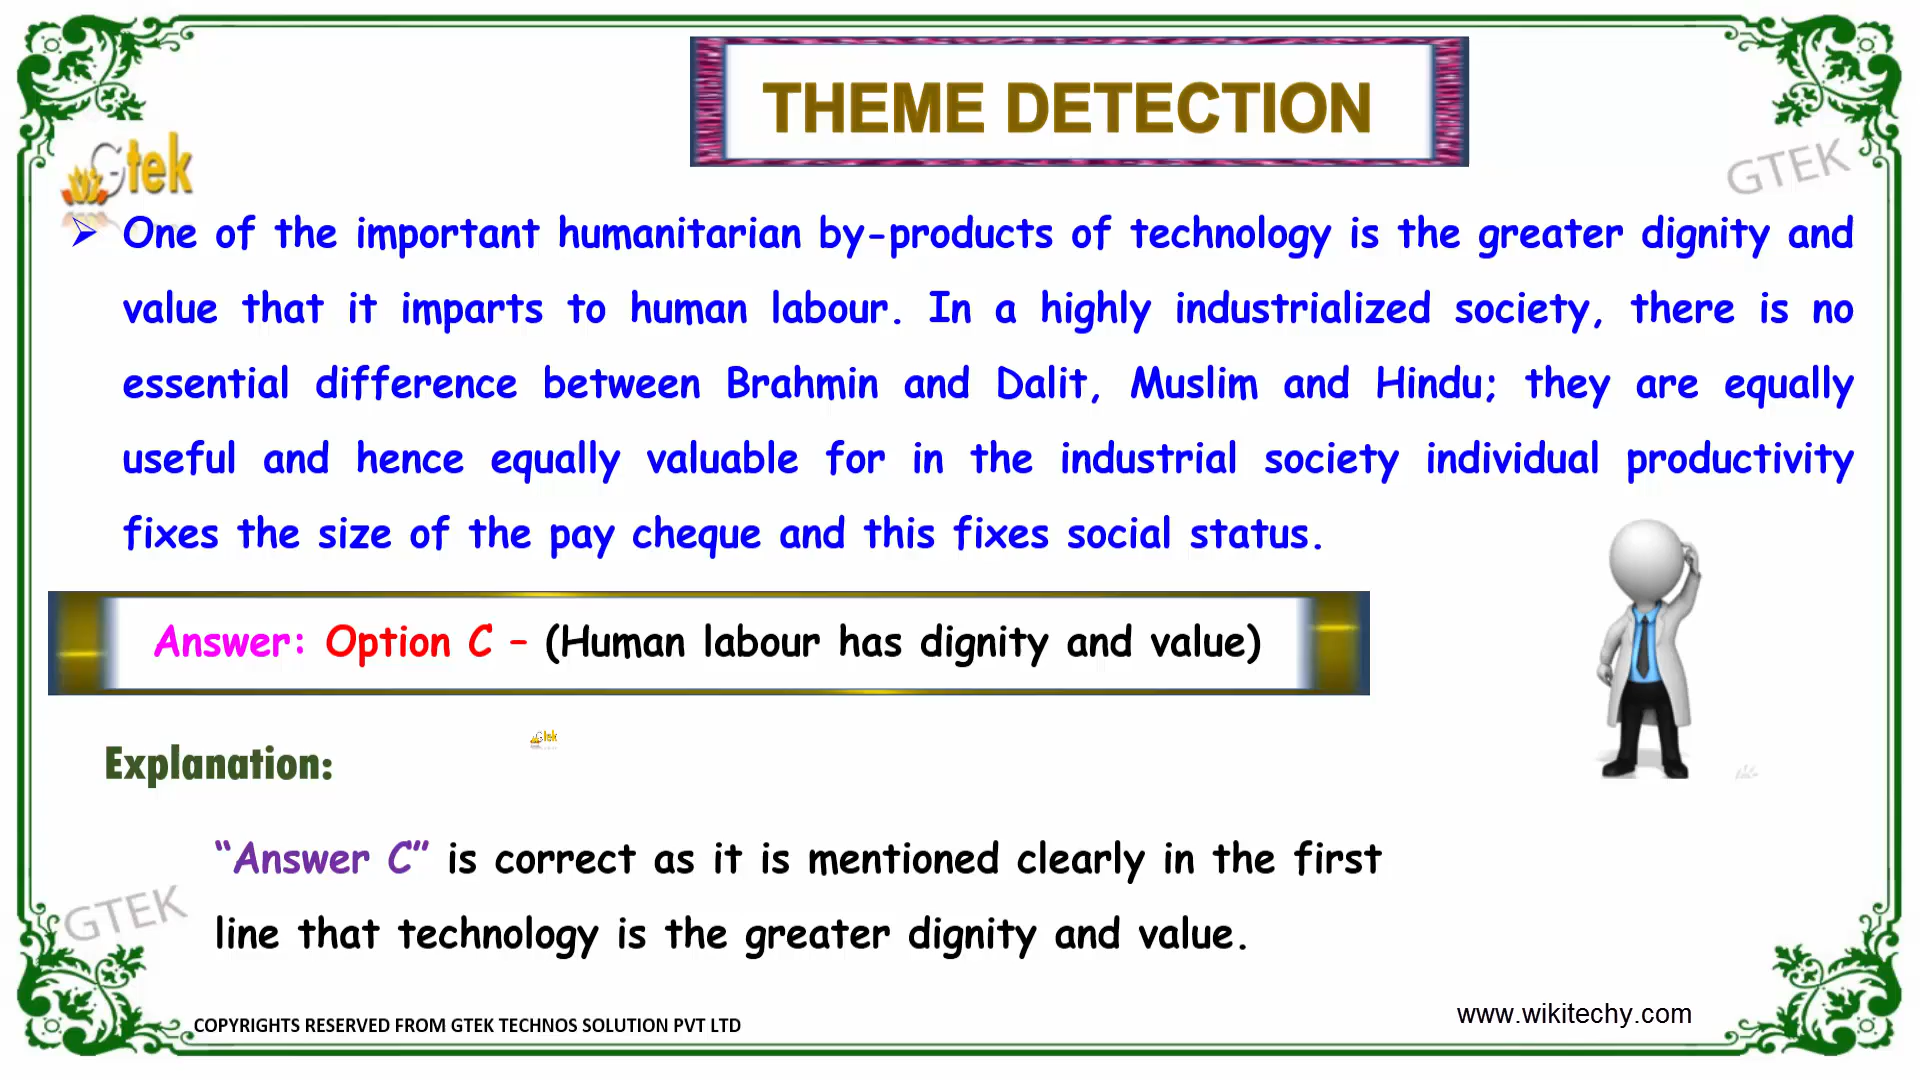 THEME DETECTION
Gtek
GTEK
➢ One of the important humanitarian by-products of technology is the greater dignity and
value that it imparts to human labour. In a highly industrialized society, there is no
essential difference between Brahmin and Dalit, Muslim and Hindu; they are equally
useful and hence equally valuable for in the industrial society individual productivity
fixes the size of the pay cheque and this fixes social status.
Answer: Option C – (Human labour has dignity and value)
Gtek
Explanation:
“Answer C” is correct as it is mentioned clearly in the first
line that technology is the greater dignity and value.
GTEK
COPYRIGHTS RESERVED FROM GTEK TECHNOS SOLUTION PVT LTD
www.wikitechy.com